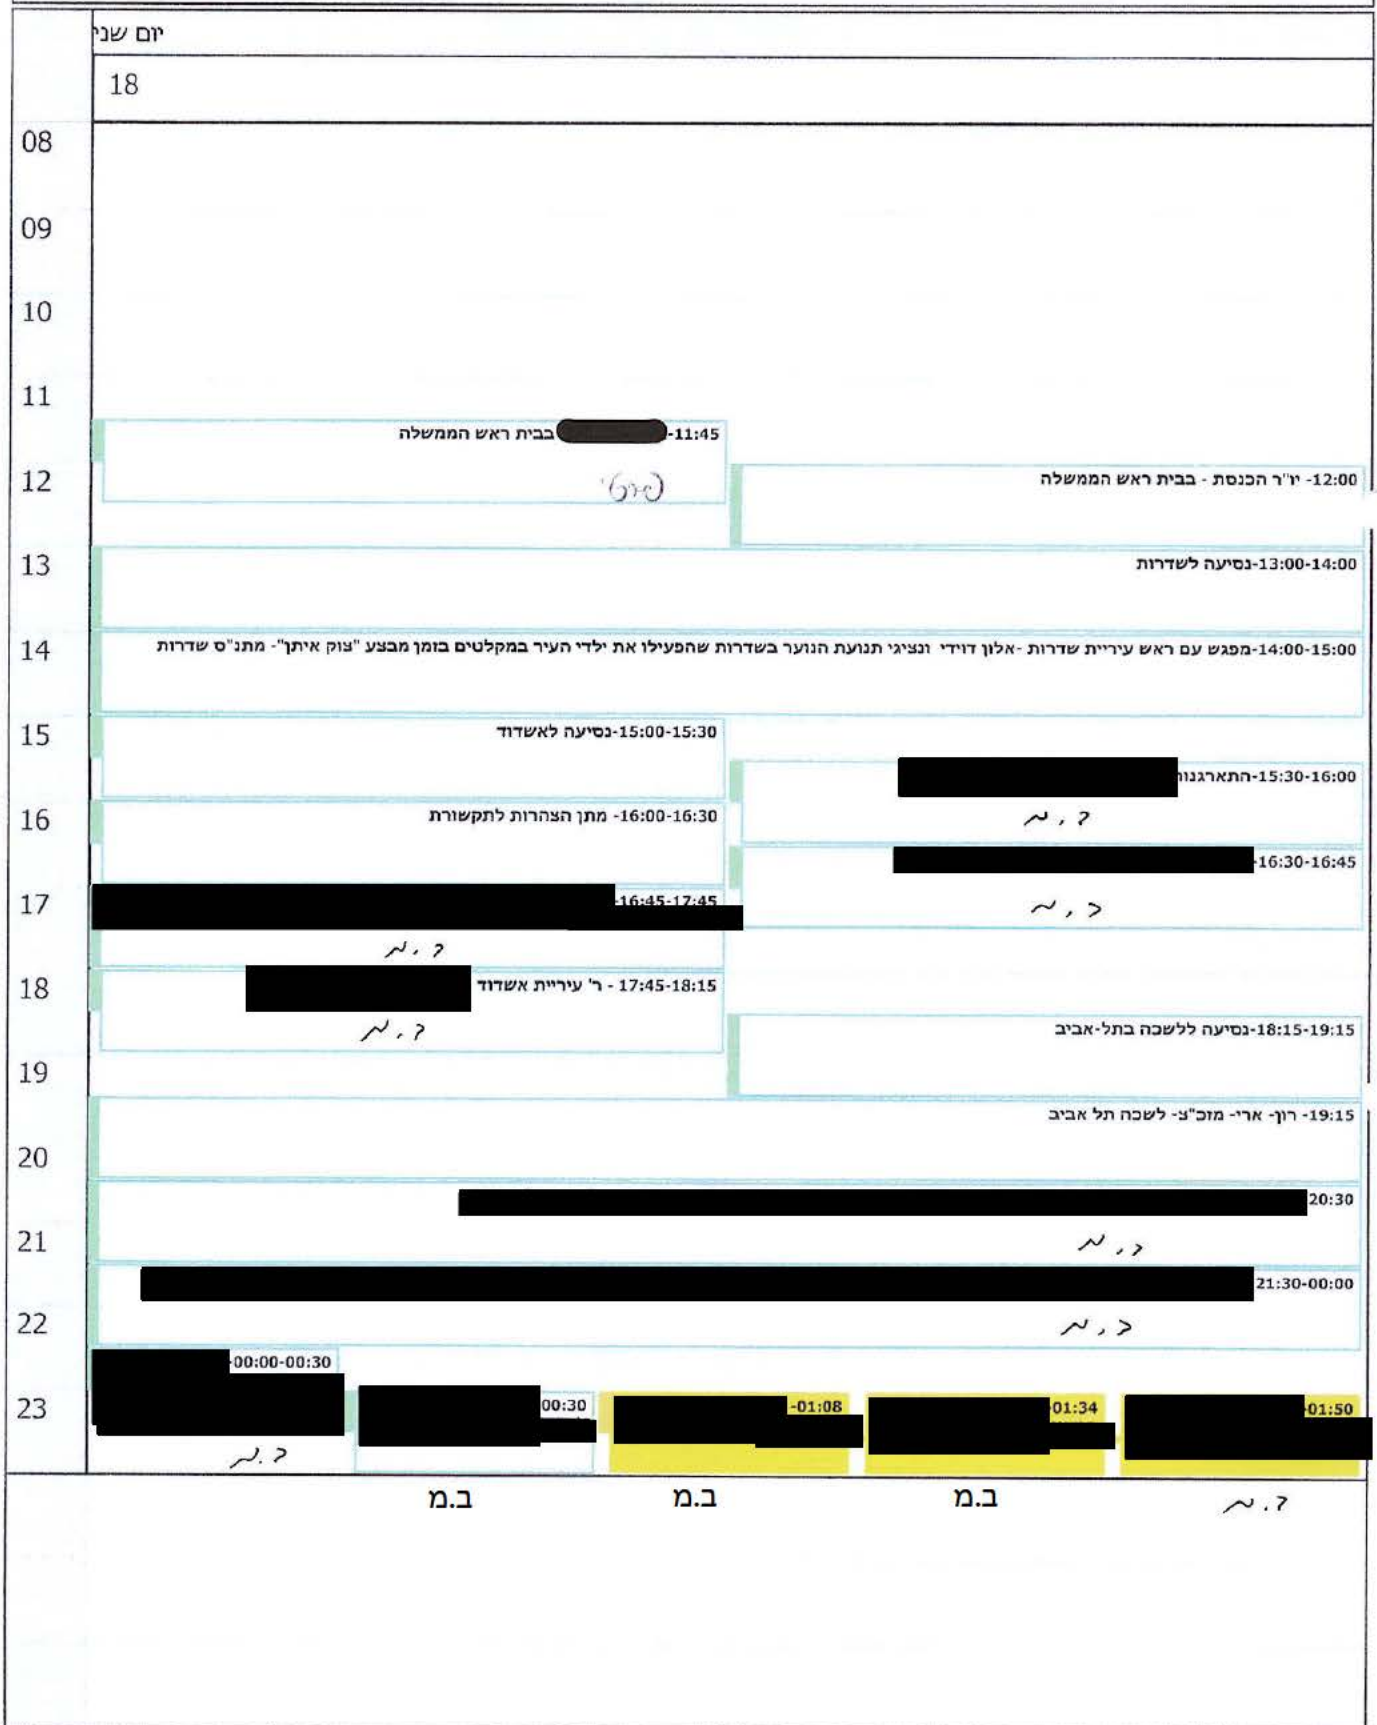 יום שני
18
08
09
10
11
11:45- בבית ראש הממשלה
פרטי
12
12:00- יו"ר הכנסת - בבית ראש הממשלה
13
13:00-14:00-נסיעה לשדרות
14
14:00-15:00-מפגש עם ראש עיריית שדרות -אלון דוידי ונציגי תנועת הנוער בשדרות שהפעילו את ילדי העיר במקלטים בזמן מבצע "צוק איתן"- מתנ"ס שדרות
15
15:00-15:30-נסיעה לאשדוד
15:30-16:00-התארגנות
ב.מ
16
16:00-16:30- מתן הצהרות לתקשורת
16:30-16:45-
ב.מ
17
16:45-17:45-
ב.מ
18
17:45-18:15 - ר' עיריית אשדוד
ב.מ
18:15-19:15-נסיעה ללשכה בתל-אביב
19
19:15- רון- ארי- מזכ"צ- לשכה תל אביב
20
20:30
ב.מ
21
21:30-00:00
ב.מ
22
00:00-00:30-
ב.מ
23
00:30
01:08-
01:34
01:50
ב.מ
ב.מ
ב.מ
ב.מ